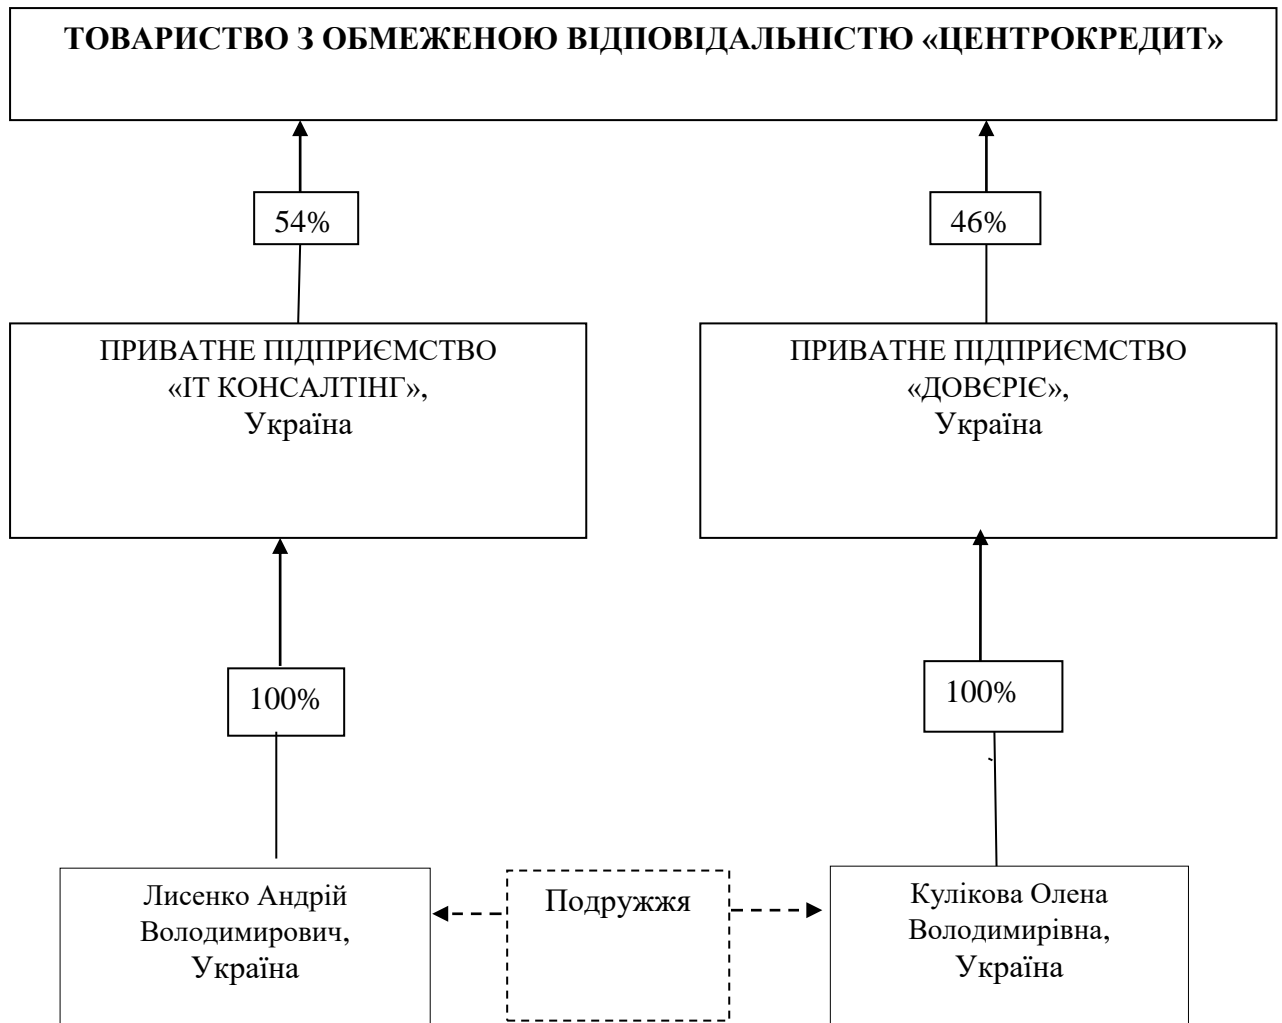 ТОВАРИСТВО З ОБМЕЖЕНОЮ ВІДПОВІДАЛЬНІСТЮ «ЦЕНТРОКРЕДИТ»
54%
46%
ПРИВАТНЕ ПІДПРИЄМСТВО
«ІТ КОНСАЛТІНГ»,
Україна
ПРИВАТНЕ ПІДПРИЄМСТВО
«ДОВЄРІЄ»,
Україна
100%
100%
Лисенко Андрій
Володимирович,
Україна
Подружжя
Кулікова Олена
Володимирівна,
Україна